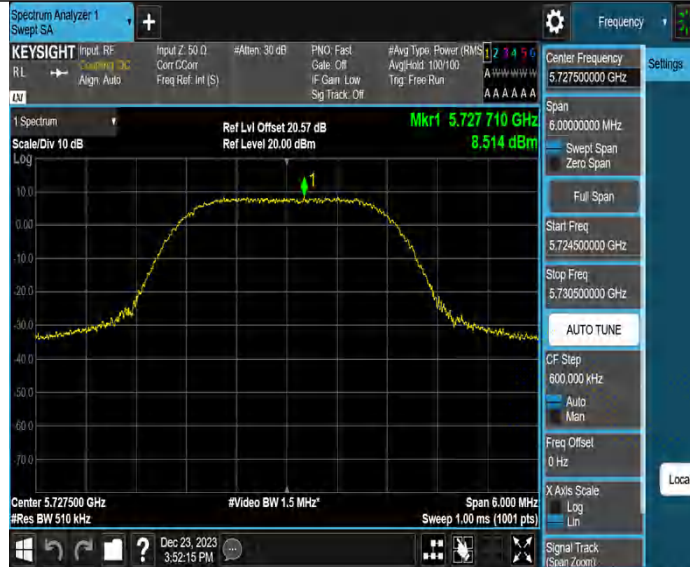 Spectrum Analyzer 1
Swept SA
+
Frequency
KEYSIGHT
RL
LXI
Input: RF
Coupling: DC
Align: Auto
Input Z: 50 Ω
Corr CCorr
Freq Ref: Int (S)
#Atten: 30 dB
PNO: Fast
Gate: Off
IF Gain: Low
Sig Track: Off
#Avg Type: Power (RMS
Avg|Hold: 100/100
Trig: Free Run
1 2 3 4 5 6
A W W W W W
A A A A A A
1 Spectrum
Scale/Div 10 dB
Ref Lvl Offset 20.57 dB
Ref Level 20.00 dBm
Mkr1 5.727 710 GHz
8.514 dBm
Log
1
10.0
0.00
-10.0
-20.0
-30.0
-40.0
-50.0
-60.0
-70.0
Center 5.727500 GHz
#Res BW 510 kHz
#Video BW 1.5 MHz*
Span 6.000 MHz
Sweep 1.00 ms (1001 pts)
?
Dec 23, 2023
3:52:15 PM
Center Frequency
5.727500000 GHz
Span
6.00000000 MHz
Swept Span
Zero Span
Full Span
Start Freq
5.724500000 GHz
Stop Freq
5.730500000 GHz
AUTO TUNE
CF Step
600.000 kHz
Auto
Man
Freq Offset
0 Hz
X Axis Scale
Log
Lin
Signal Track
(Span Zoom)
Settings
Loca